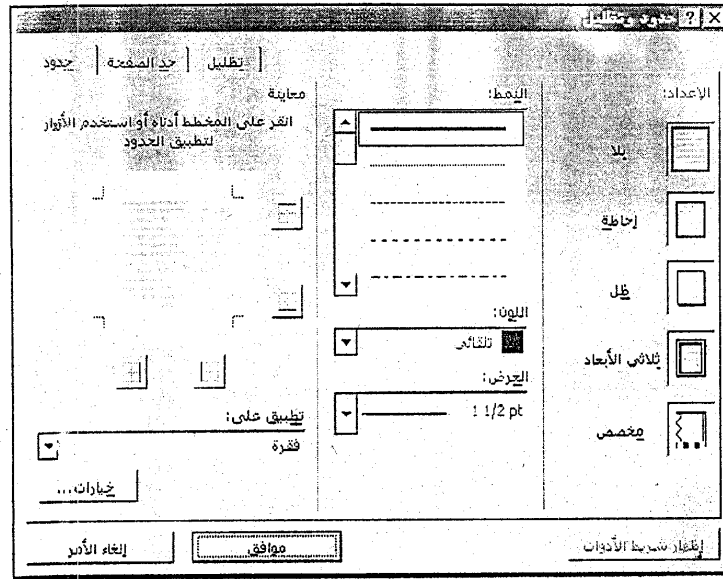 حدود وتظليل
حدود
حد الصفحة
تظليل
الإعداد:
بلا
إحاطة
ظل
ثلاثي الأبعاد
مخصص
النمط:
اللون:
تلقائي
العرض:
1 1/2 pt
معاينة
انقر على المخطط أدناه أو استخدم الأزرار
لتطبيق الحدود
تطبيق على:
فقرة
خيارات...
إظهار شريط الأدوات
موافق
إلغاء الأمر